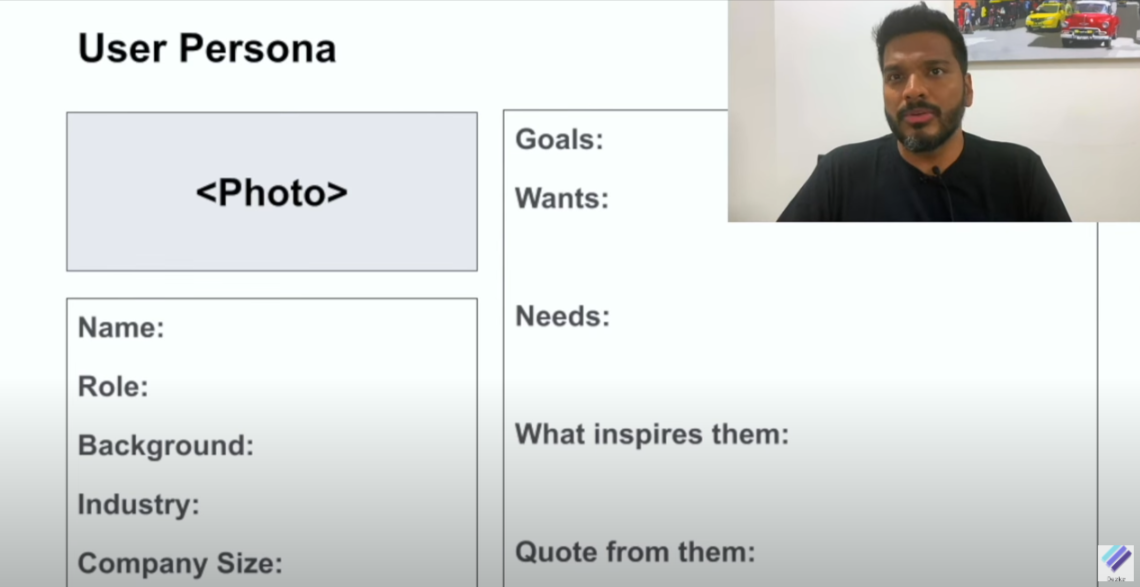 User Persona
<Photo>
Name:
Role:
Background:
Industry:
Company Size:
Goals:
Wants:
Needs:
What inspires them:
Quote from them: